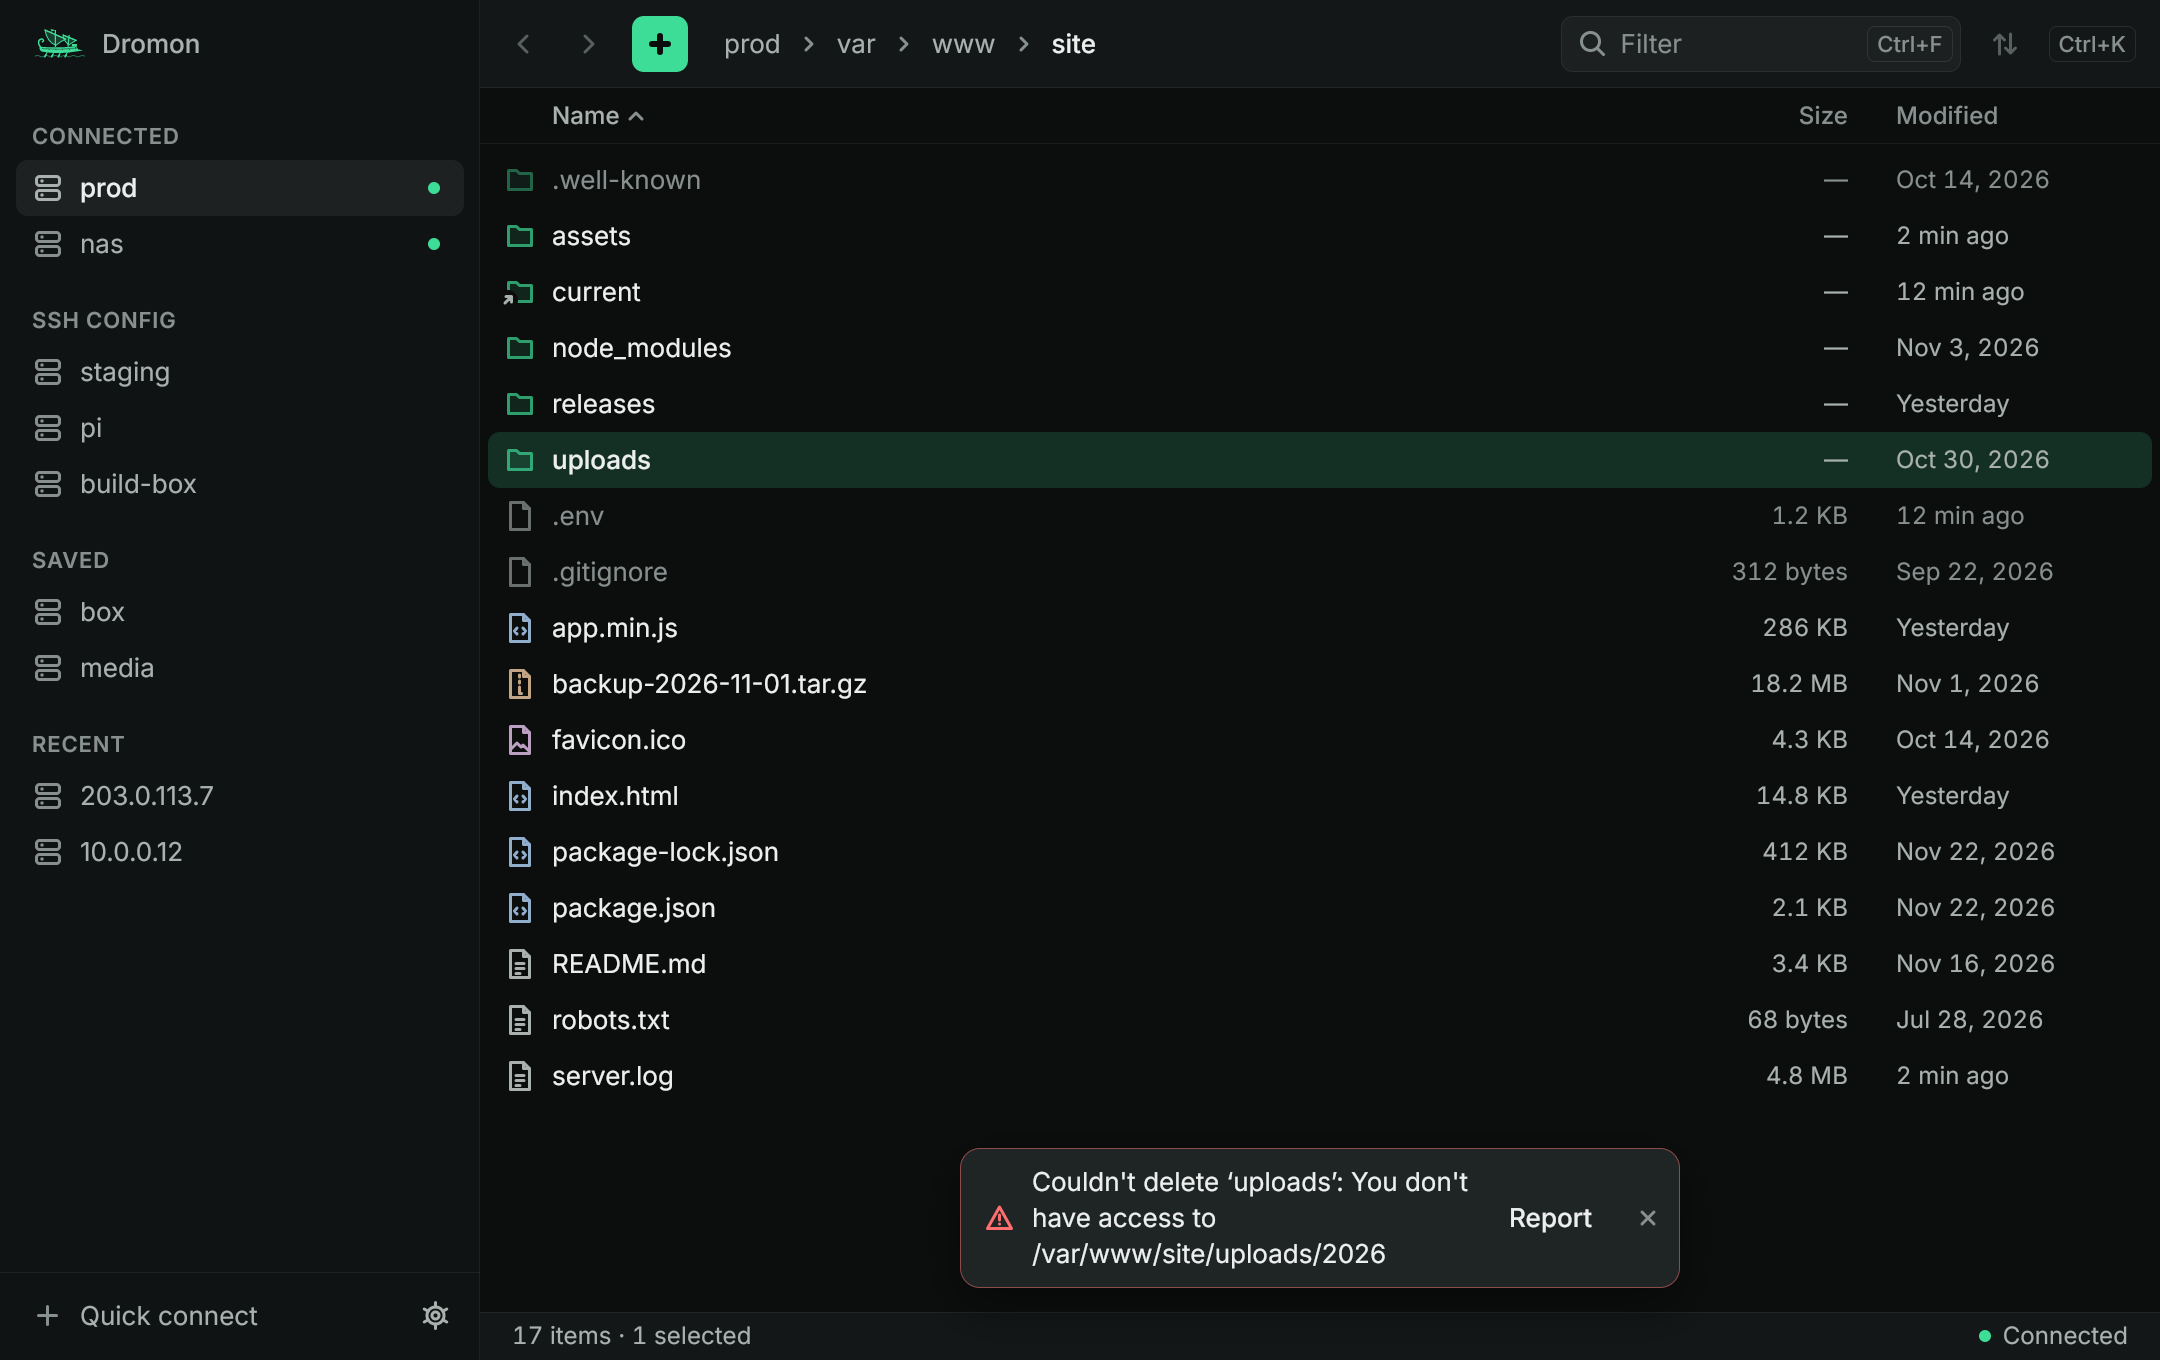 Dromon
prod › var › www › site
Filter
Ctrl+F
Ctrl+K
CONNECTED
prod
nas
SSH CONFIG
staging
pi
build-box
SAVED
box
media
RECENT
203.0.113.7
10.0.0.12
Quick connect
Name Size Modified
.well-known — Oct 14, 2026
assets — 2 min ago
current — 12 min ago
node_modules — Nov 3, 2026
releases — Yesterday
uploads — Oct 30, 2026
.env 1.2 KB 12 min ago
.gitignore 312 bytes Sep 22, 2026
app.min.js 286 KB Yesterday
backup-2026-11-01.tar.gz 18.2 MB Nov 1, 2026
favicon.ico 4.3 KB Oct 14, 2026
index.html 14.8 KB Yesterday
package-lock.json 412 KB Nov 22, 2026
package.json 2.1 KB Nov 22, 2026
README.md 3.4 KB Nov 16, 2026
robots.txt 68 bytes Jul 28, 2026
server.log 4.8 MB 2 min ago
Couldn't delete ‘uploads’: You don't
have access to
/var/www/site/uploads/2026
Report
17 items · 1 selected
Connected